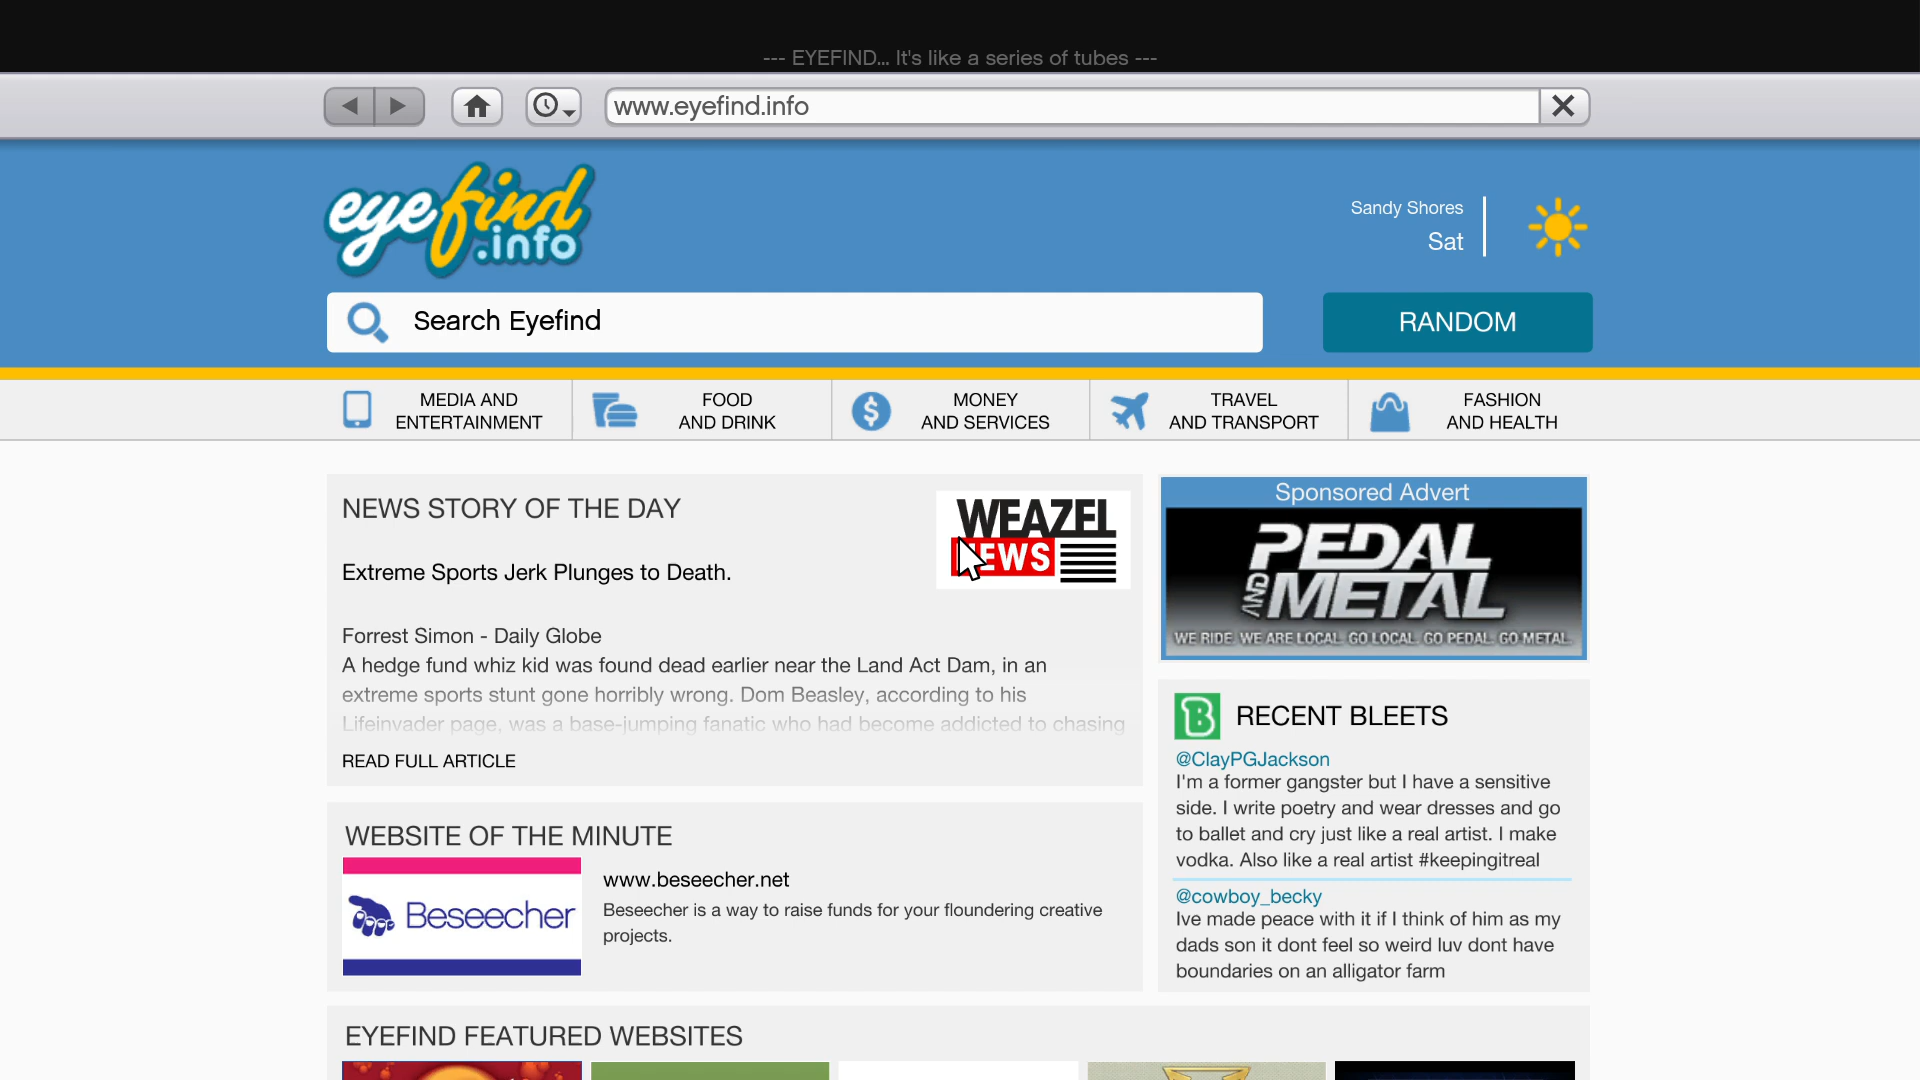 --- EYEFIND... It's like a series of tubes ---
www.eyefind.info
eyefind
.info
Sandy Shores
Sat
Search Eyefind
RANDOM
MEDIA AND
ENTERTAINMENT
FOOD
AND DRINK
MONEY
AND SERVICES
TRAVEL
AND TRANSPORT
FASHION
AND HEALTH
NEWS STORY OF THE DAY
WEAZEL
NEWS
Extreme Sports Jerk Plunges to Death.
Forrest Simon - Daily Globe
A hedge fund whiz kid was found dead earlier near the Land Act Dam, in an
extreme sports stunt gone horribly wrong. Dom Beasley, according to his
Lifeinvader page, was a base-jumping fanatic who had become addicted to chasing
READ FULL ARTICLE
Sponsored Advert
PEDAL
AND METAL
WE RIDE. WE ARE LOCAL. GO LOCAL. GO PEDAL. GO METAL.
B RECENT BLEETS
@ClayPGJackson
I'm a former gangster but I have a sensitive
side. I write poetry and wear dresses and go
to ballet and cry just like a real artist. I make
vodka. Also like a real artist #keepingitreal
@cowboy_becky
Ive made peace with it if I think of him as my
dads son it dont feel so weird luv dont have
boundaries on an alligator farm
WEBSITE OF THE MINUTE
Beseecher
www.beseecher.net
Beseecher is a way to raise funds for your floundering creative
projects.
EYEFIND FEATURED WEBSITES